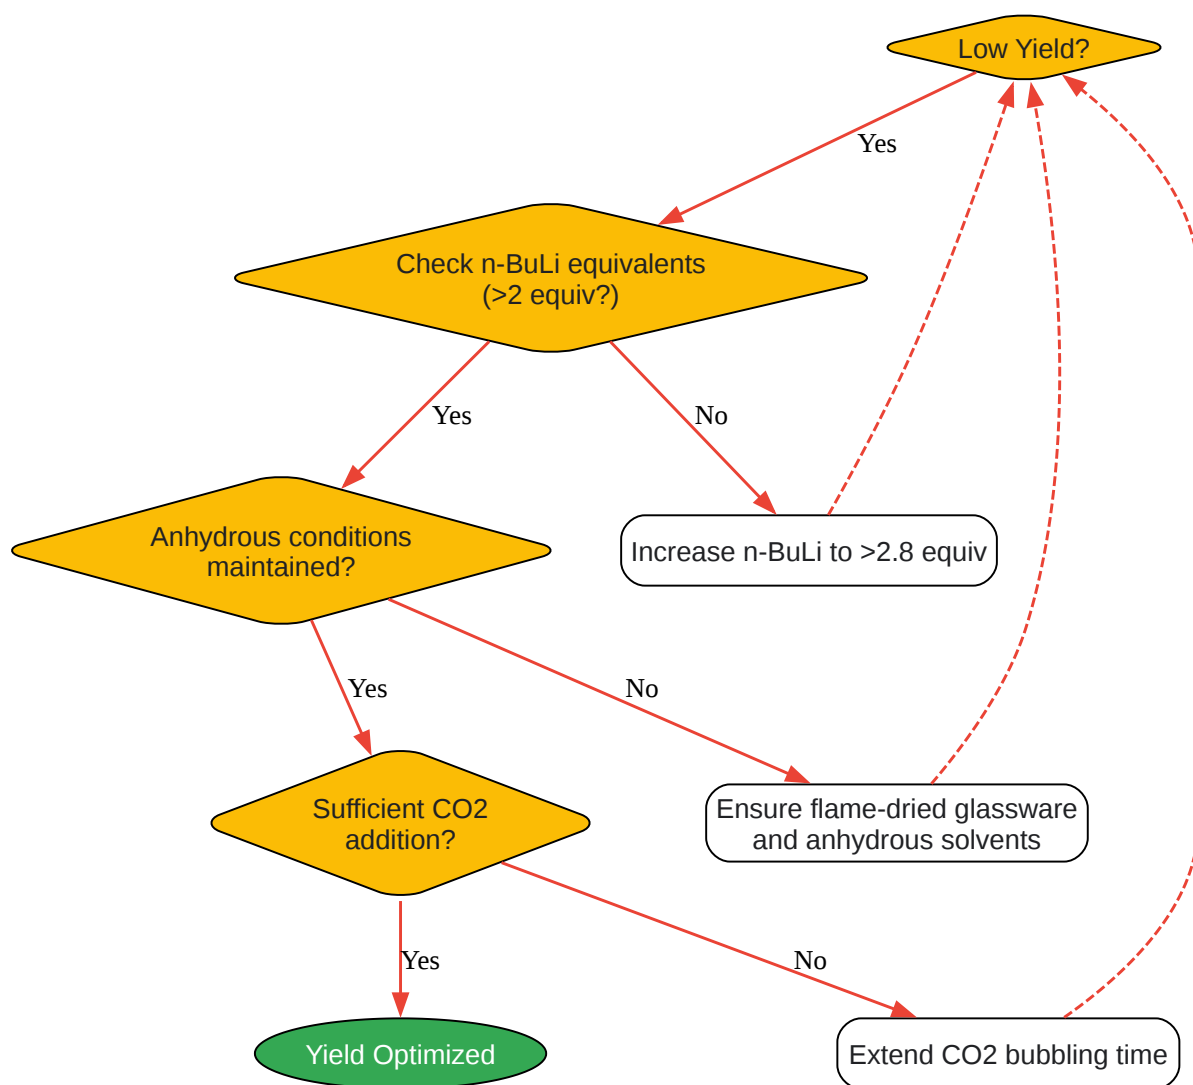 Low Yield?
Yes
Check n-BuLi equivalents
(>2 equiv?)
Yes
No
Anhydrous conditions
maintained?
Increase n-BuLi to >2.8 equiv
Yes
No
Sufficient CO2
addition?
Ensure flame-dried glassware
and anhydrous solvents
Yes
No
Yield Optimized
Extend CO2 bubbling time